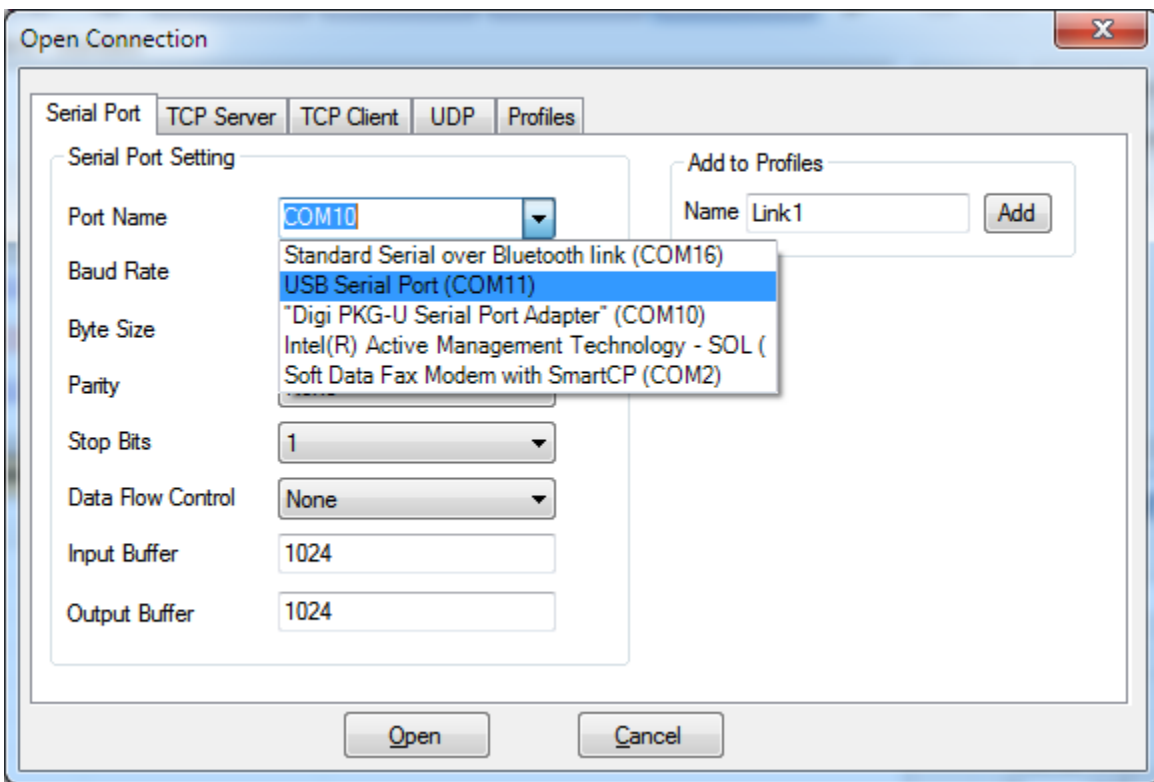 Open Connection
Serial Port TCP Server TCP Client UDP Profiles
Serial Port Setting
Add to Profiles
Port Name COM10
Name Link1 Add
Standard Serial over Bluetooth link (COM16)
Baud Rate
USB Serial Port (COM11)
"Digi PKG-U Serial Port Adapter" (COM10)
Byte Size
Intel(R) Active Management Technology - SOL (
Soft Data Fax Modem with SmartCP (COM2)
Parity
Stop Bits 1
Data Flow Control None
Input Buffer 1024
Output Buffer 1024
Open Cancel